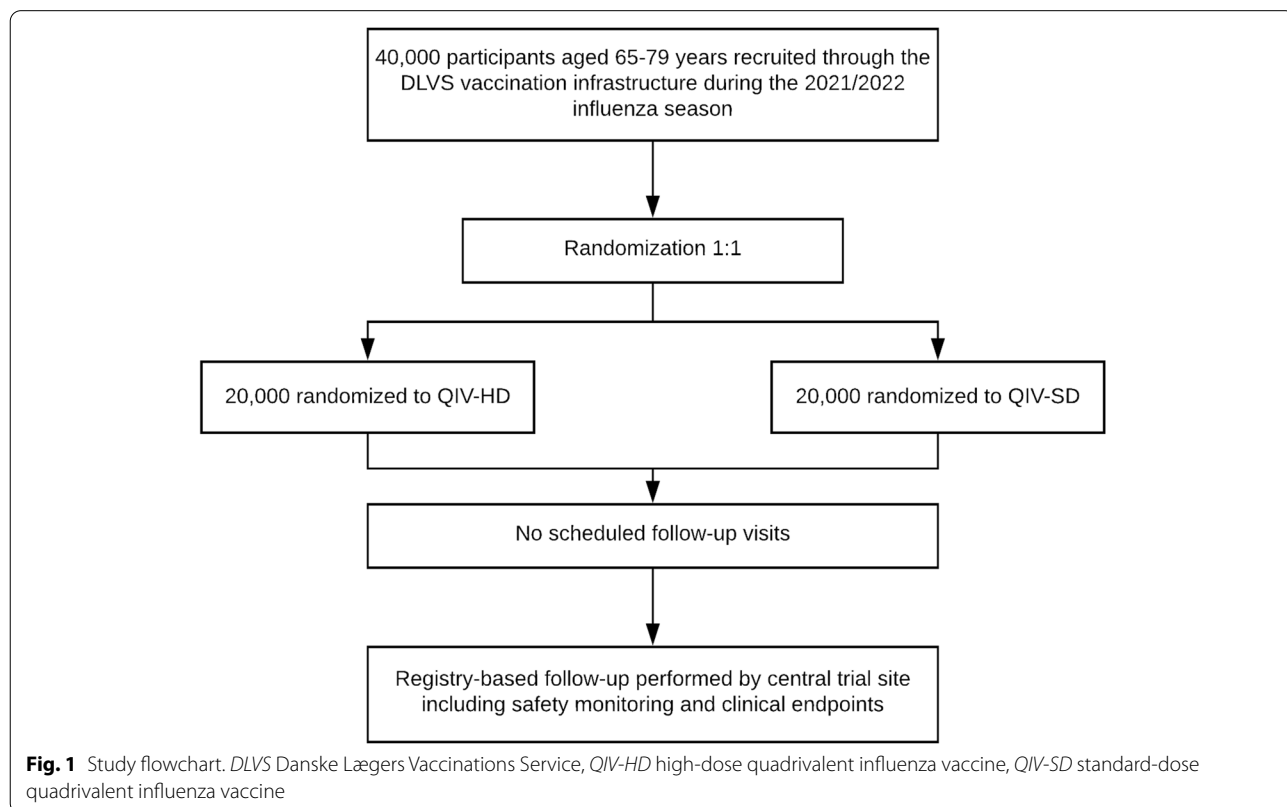 40,000 participants aged 65-79 years recruited through the
DLVS vaccination infrastructure during the 2021/2022
influenza season
Randomization 1:1
20,000 randomized to QIV-HD
20,000 randomized to QIV-SD
No scheduled follow-up visits
Registry-based follow-up performed by central trial site
including safety monitoring and clinical endpoints
Fig. 1 Study flowchart. DLVS Danske Lægers Vaccinations Service, QIV-HD high-dose quadrivalent influenza vaccine, QIV-SD standard-dose
quadrivalent influenza vaccine